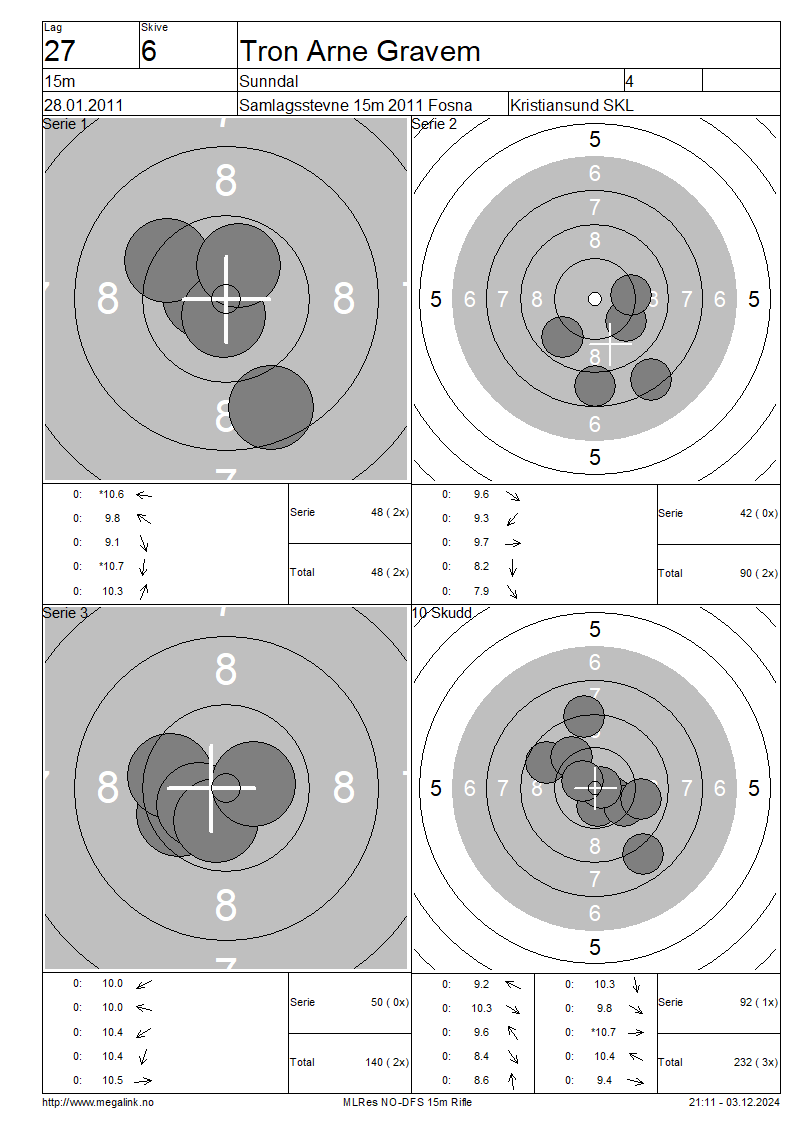 Lag Skive
27 6 Tron Arne Gravem
15m Sunndal 4
28.01.2011 Samlagsstevne 15m 2011 Fosna Kristiansund SKL
Serie 1 Serie 2
7
8
8 8
8
7
5
6
7
8
5 6 7 8 8 7 6 5
8
6
5
0: *10.6
0: 9.8
0: 9.1
0: *10.7
0: 10.3
Serie 48 ( 2x)
Total 48 ( 2x)
0: 9.6
0: 9.3
0: 9.7
0: 8.2
0: 7.9
Serie 42 ( 0x)
Total 90 ( 2x)
Serie 3 10 Skudd
8
8 8
8
7
5
6
7
5 6 7 8 8 7 6 5
8
7
6
5
0: 10.0
0: 10.0
0: 10.4
0: 10.4
0: 10.5
Serie 50 ( 0x)
Total 140 ( 2x)
0: 9.2 0: 10.3
0: 10.3 0: 9.8
0: 9.6 0: *10.7
0: 8.4 0: 10.4
0: 8.6 0: 9.4
Serie 92 ( 1x)
Total 232 ( 3x)
http://www.megalink.no MLRes NO-DFS 15m Rifle 21:11 - 03.12.2024